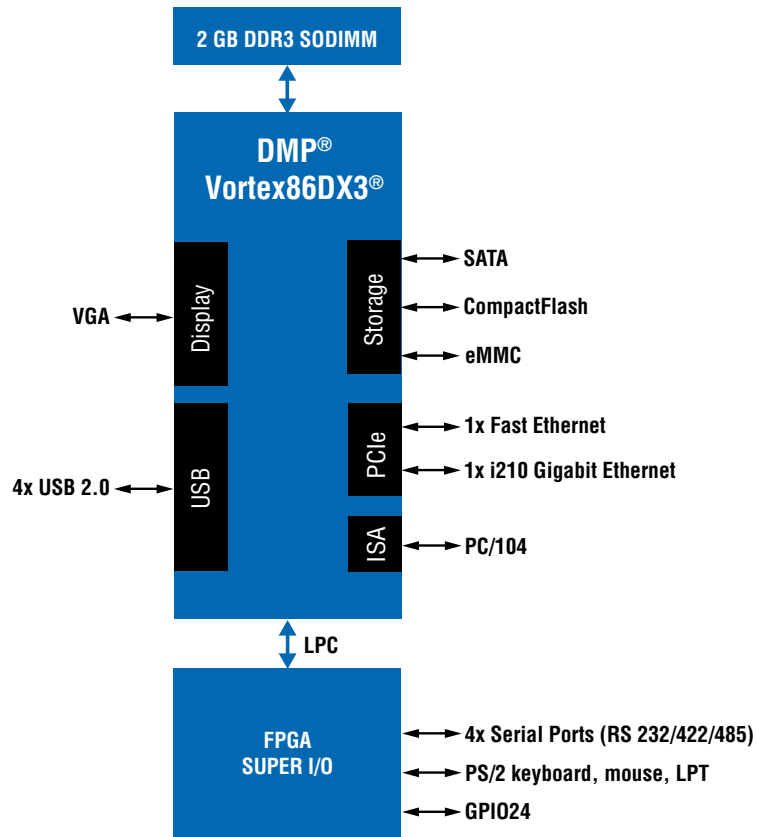 2 GB DDR3 SODIMM
DMP®
Vortex86DX3®
Display
Storage
VGA
SATA
CompactFlash
eMMC
USB
PCIe
4x USB 2.0
1x Fast Ethernet
1x i210 Gigabit Ethernet
ISA
PC/104
LPC
FPGA
SUPER I/O
4x Serial Ports (RS 232/422/485)
PS/2 keyboard, mouse, LPT
GPIO24